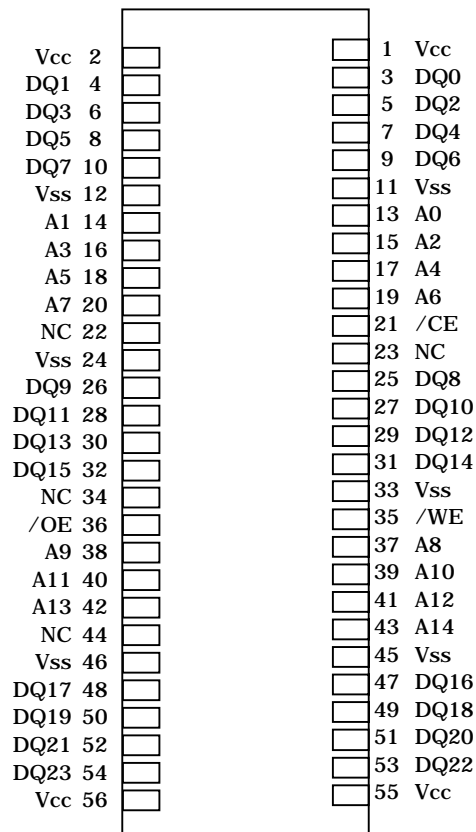 Vcc 2
DQ1 4
DQ3 6
DQ5 8
DQ7 10
Vss 12
A1 14
A3 16
A5 18
A7 20
NC 22
Vss 24
DQ9 26
DQ11 28
DQ13 30
DQ15 32
NC 34
/OE 36
A9 38
A11 40
A13 42
NC 44
Vss 46
DQ17 48
DQ19 50
DQ21 52
DQ23 54
Vcc 56
1 Vcc
3 DQ0
5 DQ2
7 DQ4
9 DQ6
11 Vss
13 A0
15 A2
17 A4
19 A6
21 /CE
23 NC
25 DQ8
27 DQ10
29 DQ12
31 DQ14
33 Vss
35 /WE
37 A8
39 A10
41 A12
43 A14
45 Vss
47 DQ16
49 DQ18
51 DQ20
53 DQ22
55 Vcc